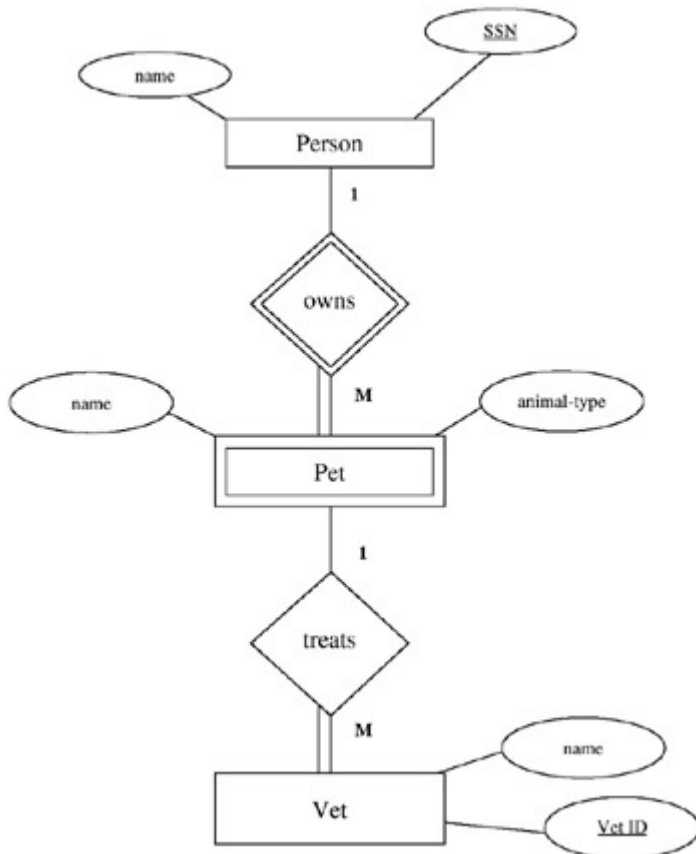 SSN
name
Person
1
owns
M
name
animal-type
Pet
1
treats
M
name
Vet
Vet ID